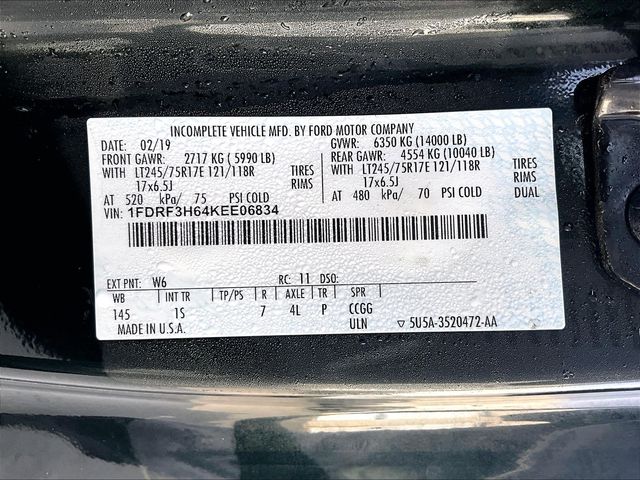 INCOMPLETE VEHICLE MFD. BY FORD MOTOR COMPANY
DATE: 02/19 GVWR: 6350 KG (14000 LB)
FRONT GAWR: 2717 KG ( 5990 LB) REAR GAWR: 4554 KG (10040 LB)
WITH LT245/75R17E 121/118R TIRES WITH LT245/75R17E 121/118R TIRES
17x6.5J RIMS 17x6.5J RIMS
AT 520 kPa/ 75 PSI COLD AT 480 kPa/ 70 PSI COLD DUAL
VIN: 1FDRF3H64KEE06834
EXT PNT: W6 RC: 11 DSO:
WB INT TR TP/PS R AXLE TR SPR
145 1S 7 4L P CCGG
MADE IN U.S.A. ULN ▽ 5U5A-3520472-AA